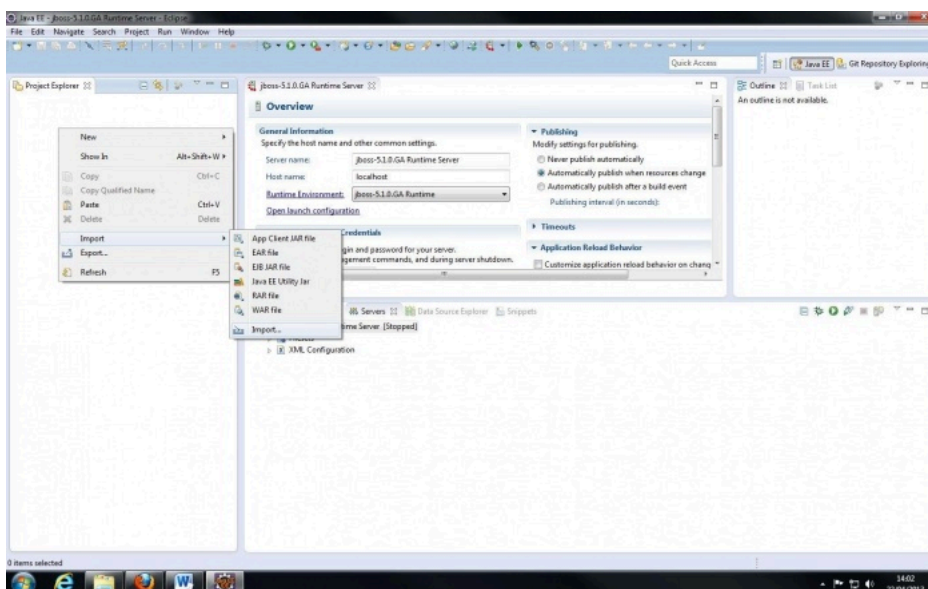 Java EE - jboss-5.1.0.GA Runtime Server - Eclipse
File Edit Navigate Search Project Run Window Help
Quick Access
Java EE
Git Repository Exploring
Project Explorer
jboss-5.1.0.GA Runtime Server
Outline
Task List
An outline is not available.
Overview
General Information
Specify the host name and other common settings.
Server name: jboss-5.1.0.GA Runtime Server
Host name: localhost
Runtime Environment: jboss-5.1.0.GA Runtime
Open launch configuration
Publishing
Modify settings for publishing.
Never publish automatically
Automatically publish when resources change
Automatically publish after a build event
Publishing interval (in seconds):
Timeouts
Application Reload Behavior
Customize application reload behavior on chang
Credentials
gin and password for your server.
gement commands, and during server shutdown.
New
Show In Alt+Shift+W
Copy Ctrl+C
Copy Qualified Name
Paste Ctrl+V
Delete Delete
Import
Export...
Refresh F5
App Client JAR file
EAR file
EJB JAR file
Java EE Utility Jar
RAR file
WAR file
Import...
Servers
Data Source Explorer
Snippets
ime Server [Stopped]
XML Configuration
0 items selected
14:02